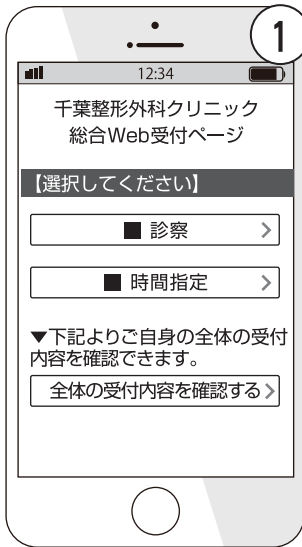 1
12:34
千葉整形外科クリニック
総合Web受付ページ
【選択してください】
■ 診察 >
■ 時間指定 >
▼下記よりご自身の全体の受付
内容を確認できます。
全体の受付内容を確認する >